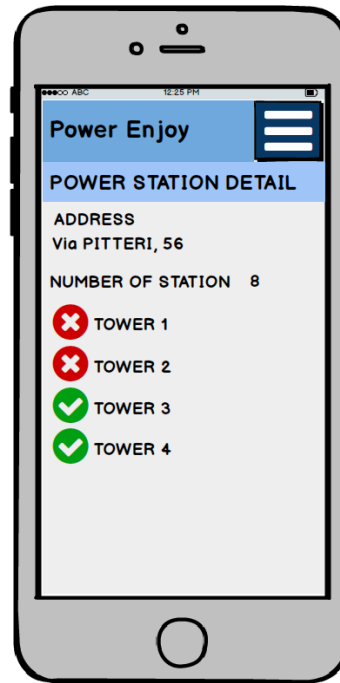 ABC 12:25 PM
Power Enjoy
POWER STATION DETAIL
ADDRESS
Via PITTERI, 56
NUMBER OF STATION 8
TOWER 1
TOWER 2
TOWER 3
TOWER 4